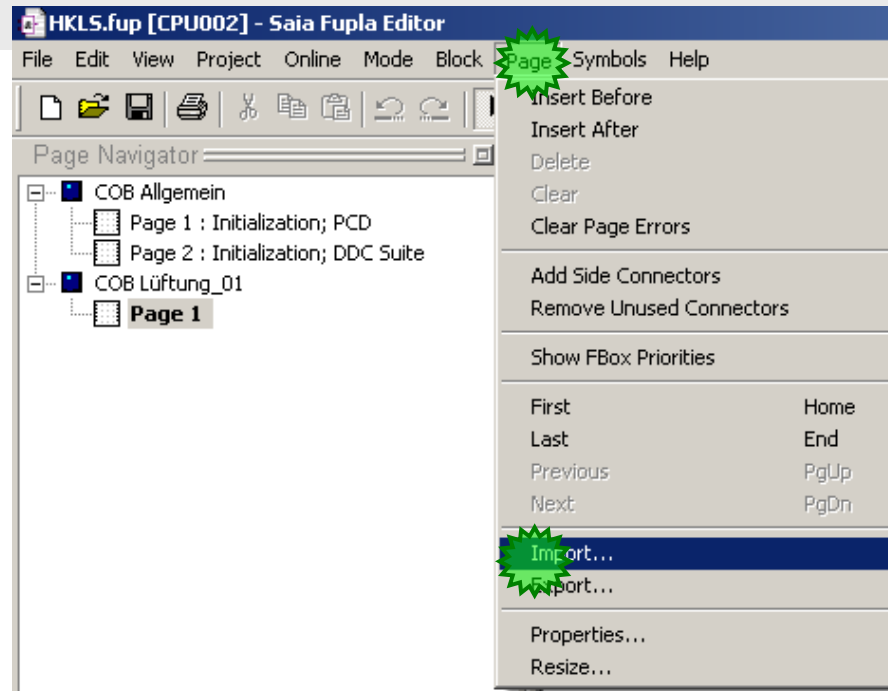 HKLS.fup [CPU002] - Saia Fupla Editor
File Edit View Project Online Mode Block Page Symbols Help
Page Navigator
COB Allgemein
Page 1 : Initialization; PCD
Page 2 : Initialization; DDC Suite
COB Lüftung_01
Page 1
Insert Before
Insert After
Delete
Clear
Clear Page Errors
Add Side Connectors
Remove Unused Connectors
Show FBox Priorities
First Home
Last End
Previous PgUp
Next PgDn
Import...
Export...
Properties...
Resize...